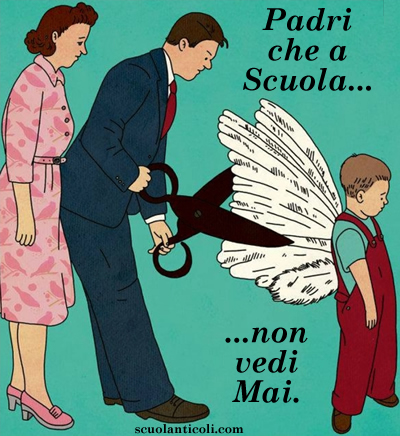 Padri
che a
Scuola...
...non
vedi
Mai.
scuolanticoli.com